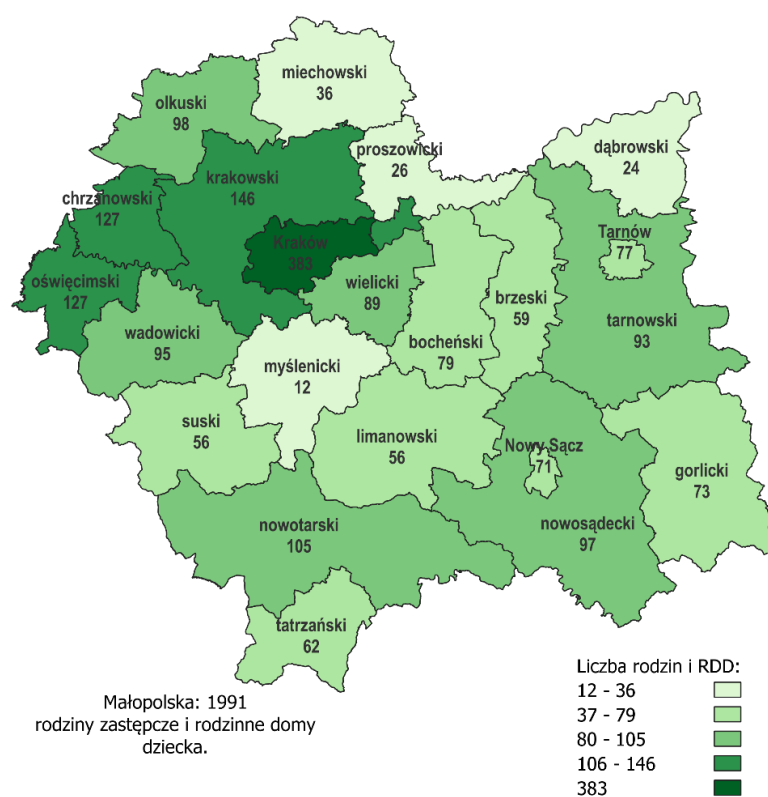 miechowski
36
olkuski
98
proszowicki
26
dąbrowski
24
krakowski
146
chrzanowski
127
Kraków
383
Tarnów
77
oświęcimski
127
wielicki
89
brzeski
59
tarnowski
93
wadowicki
95
bocheński
79
myślenicki
12
suski
56
limanowski
56
Nowy Sącz
71
gorlicki
73
nowotarski
105
nowosądecki
97
tatrzański
62
Małopolska: 1991
rodziny zastępcze i rodzinne domy
dziecka.
Liczba rodzin i RDD:
12 - 36
37 - 79
80 - 105
106 - 146
383